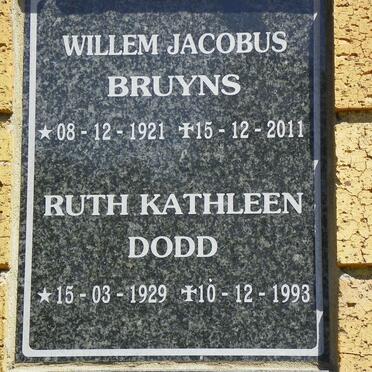 WILLEM JACOBUS
BRUYNS
★ 08 - 12 - 1921 ✝ 15 - 12 - 2011
RUTH KATHLEEN
DODD
★ 15 - 03 - 1929 ✝ 10 - 12 - 1993